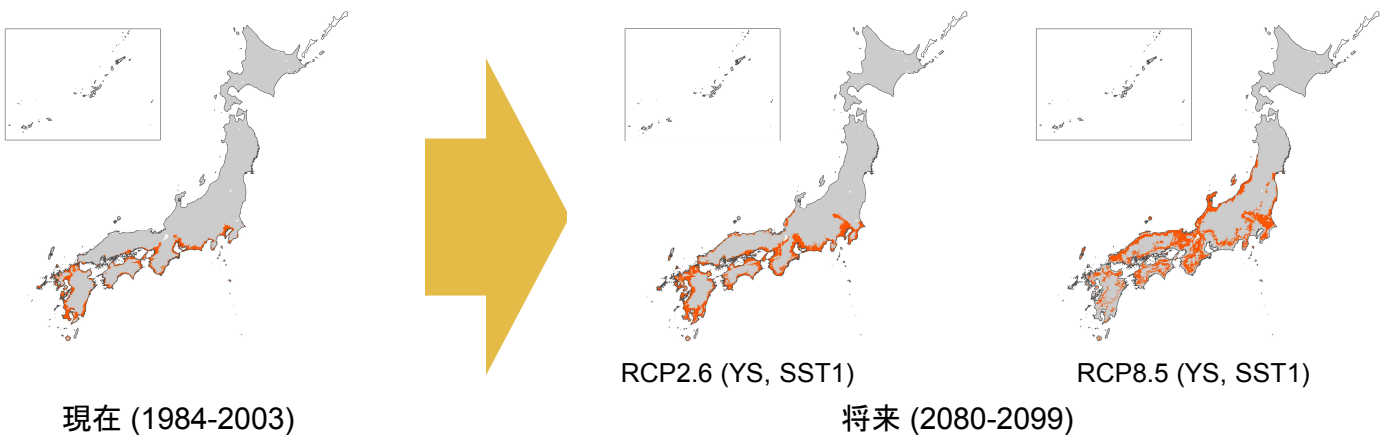 RCP2.6 (YS, SST1)
RCP8.5 (YS, SST1)
現在 (1984-2003)
将来 (2080-2099)